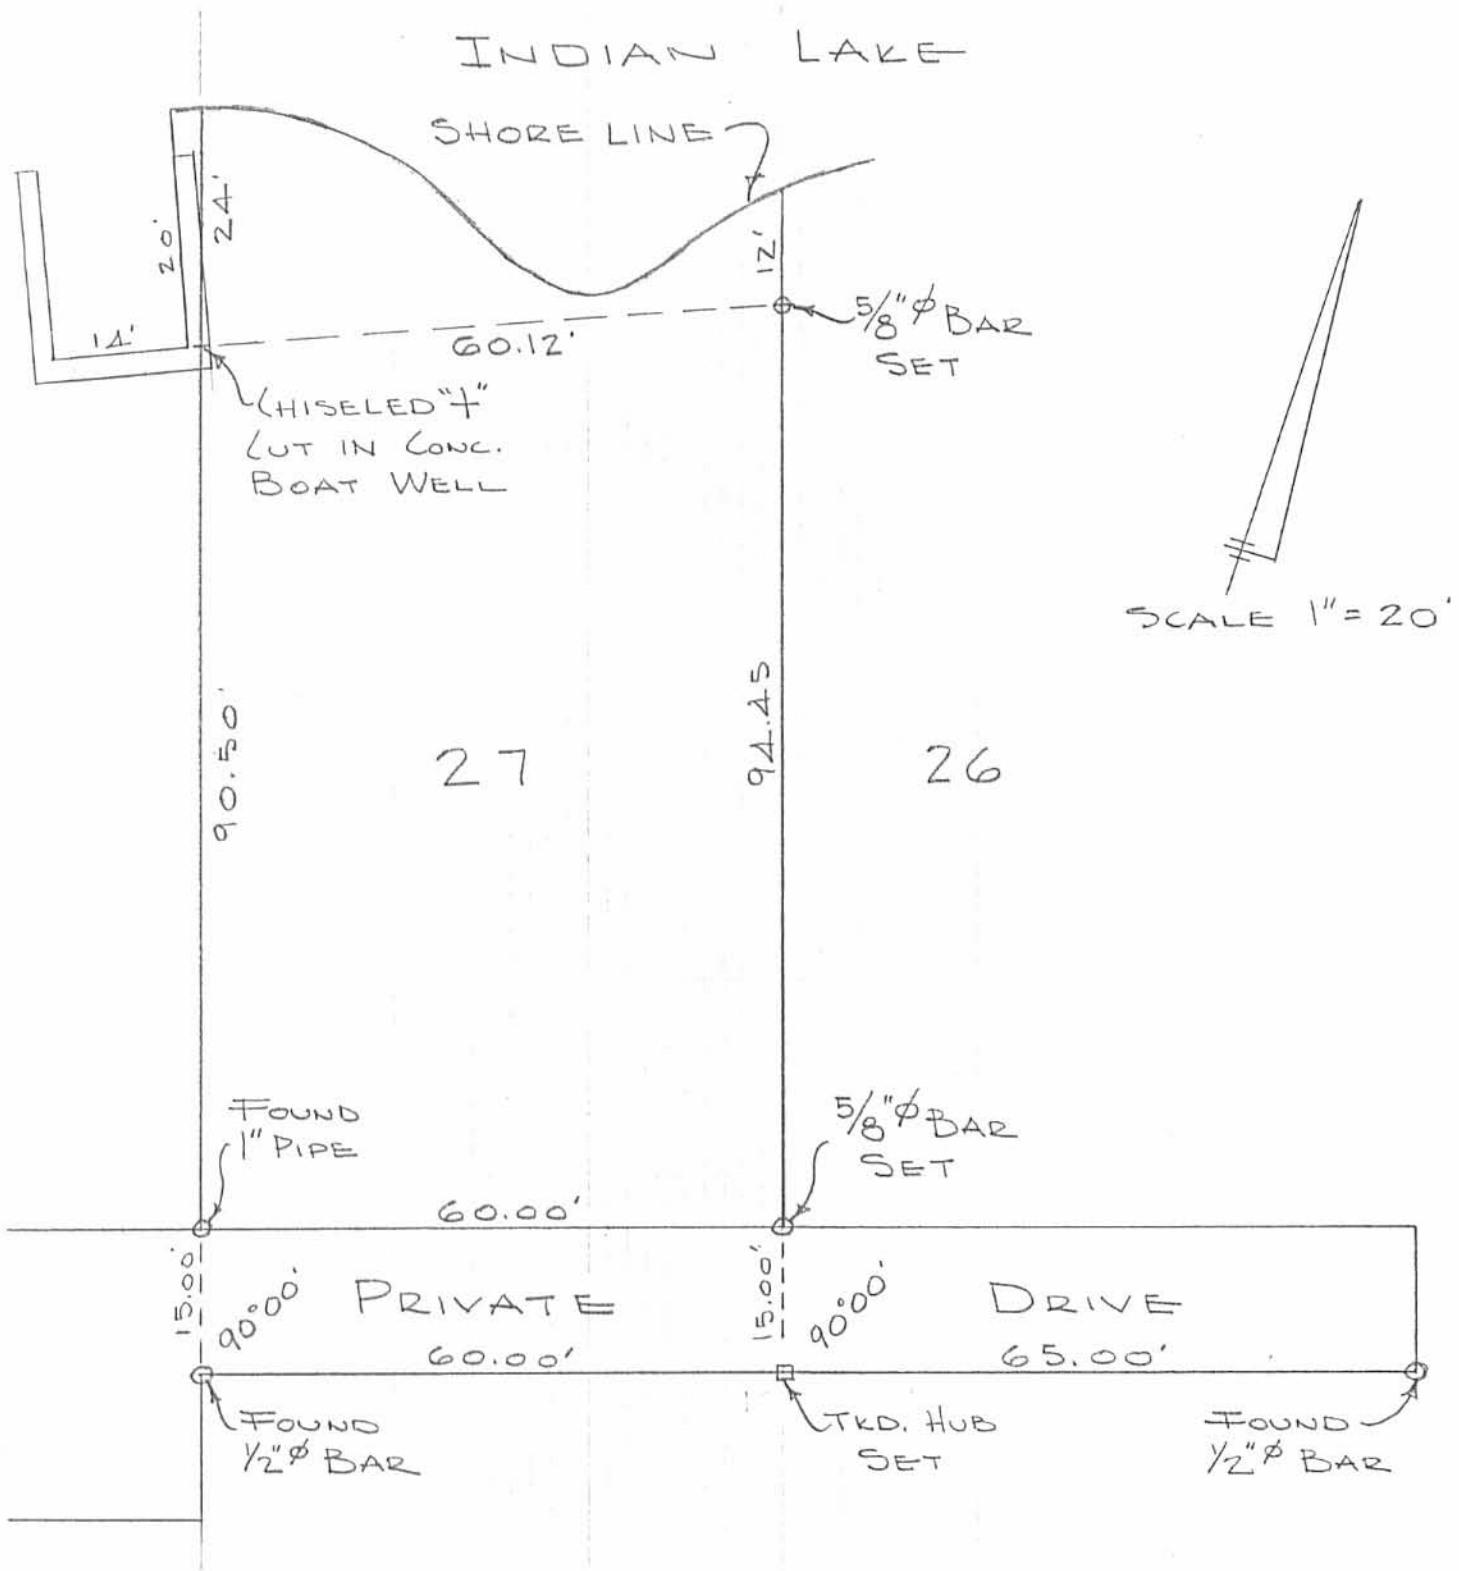 INDIAN LAKE
SHORE LINE
20'
24'
12'
14'
60.12'
5/8"ϕ BAR
SET
CHISELED "+"
CUT IN CONC.
BOAT WELL
SCALE 1" = 20'
90.50'
27
94.45
26
FOUND
1" PIPE
5/8"ϕ BAR
SET
60.00'
15.00'
90°00'
PRIVATE DRIVE
15.00'
90°00'
60.00'
65.00'
FOUND
1/2"ϕ BAR
TKD. HUB
SET
FOUND
1/2"ϕ BAR